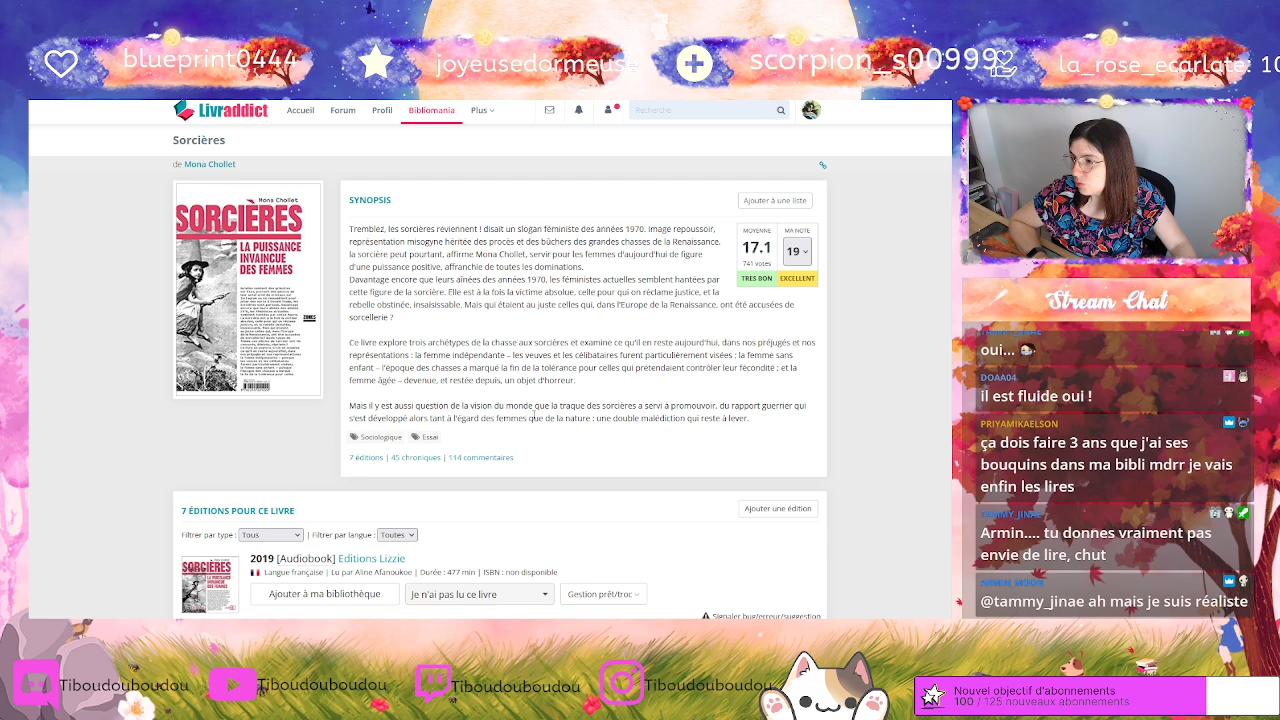 blueprint0444
joyeusedormeuse
scorpion_s00999
la_rose_ecarlate: 10
Livraddict
Accueil
Forum
Profil
Bibliomania
Plus
Recherche
Sorcières
de Mona Chollet
Mona Chollet
SORCIÈRES
LA PUISSANCE
INVAINCUE
DES FEMMES
ZONES
SYNOPSIS
Ajouter à une liste
Tremblez, les sorcières reviennent ! disait un slogan féministe des années 1970. Image repoussoir,
représentation misogyne héritée des procès et des bûchers des grandes chasses de la Renaissance,
la sorcière peut pourtant, affirme Mona Chollet, servir pour les femmes d'aujourd'hui de figure
d'une puissance positive, affranchie de toutes les dominations.
Davantage encore que leurs aînées des années 1970, les féministes actuelles semblent hantées par
cette figure de la sorcière. Elle est à la fois la victime absolue, celle pour qui on réclame justice, et la
rebelle obstinée, insaisissable. Mais qui étaient au juste celles qui, dans l'Europe de la Renaissance, ont été accusées de
sorcellerie ?
Ce livre explore trois archétypes de la chasse aux sorcières et examine ce qu'il en reste aujourd'hui, dans nos préjugés et nos
représentations : la femme indépendante – les veuves et les célibataires furent particulièrement visées ; la femme sans
enfant – l'époque des chasses a marqué la fin de la tolérance pour celles qui prétendaient contrôler leur fécondité ; et la
femme âgée – devenue, et restée depuis, un objet d'horreur.
Mais il y est aussi question de la vision du monde que la traque des sorcières a servi à promouvoir, du rapport guerrier qui
s'est développé alors tant à l'égard des femmes que de la nature : une double malédiction qui reste à lever.
MOYENNE
MA NOTE
17.1
19
741 votes
TRES BON
EXCELLENT
Sociologique
Essai
7 éditions | 45 chroniques | 114 commentaires
7 ÉDITIONS POUR CE LIVRE
Ajouter une édition
Filtrer par type : Tous | Filtrer par langue : Toutes
2019 [Audiobook] Editions Lizzie
Langue française | Lu par Aline Afanoukoe | Durée : 477 min | ISBN : non disponible
Ajouter à ma bibliothèque
Je n'ai pas lu ce livre
Gestion prêt/troc
Signaler bug/erreur/suggestion
Stream Chat
TAMMY_JINAE
oui...
DOAA04
il est fluide oui !
PRIYAMIKAELSON
ça dois faire 3 ans que j'ai ses
bouquins dans ma bibli mdrr je vais
enfin les lires
TAMMY_JINAE
Armin.... tu donnes vraiment pas
envie de lire, chut
ARMIN_MOON
@tammy_jinae ah mais je suis réaliste
Tiboudouboudou
Tiboudouboudou
Tiboudouboudou
Tiboudouboudou
Nouvel objectif d'abonnements
100 / 125 nouveaux abonnements